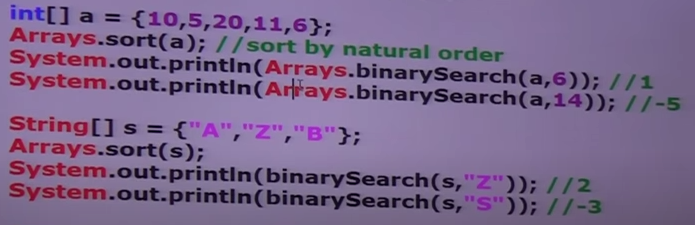 int[] a = {10,5,20,11,6};
Arrays.sort(a); //sort by natural order
System.out.println(Arrays.binarySearch(a,6)); //1
System.out.println(Arrays.binarySearch(a,14)); //-5
String[] s = {"A","Z","B"};
Arrays.sort(s);
System.out.println(binarySearch(s,"Z")); //2
System.out.println(binarySearch(s,"S")); //-3